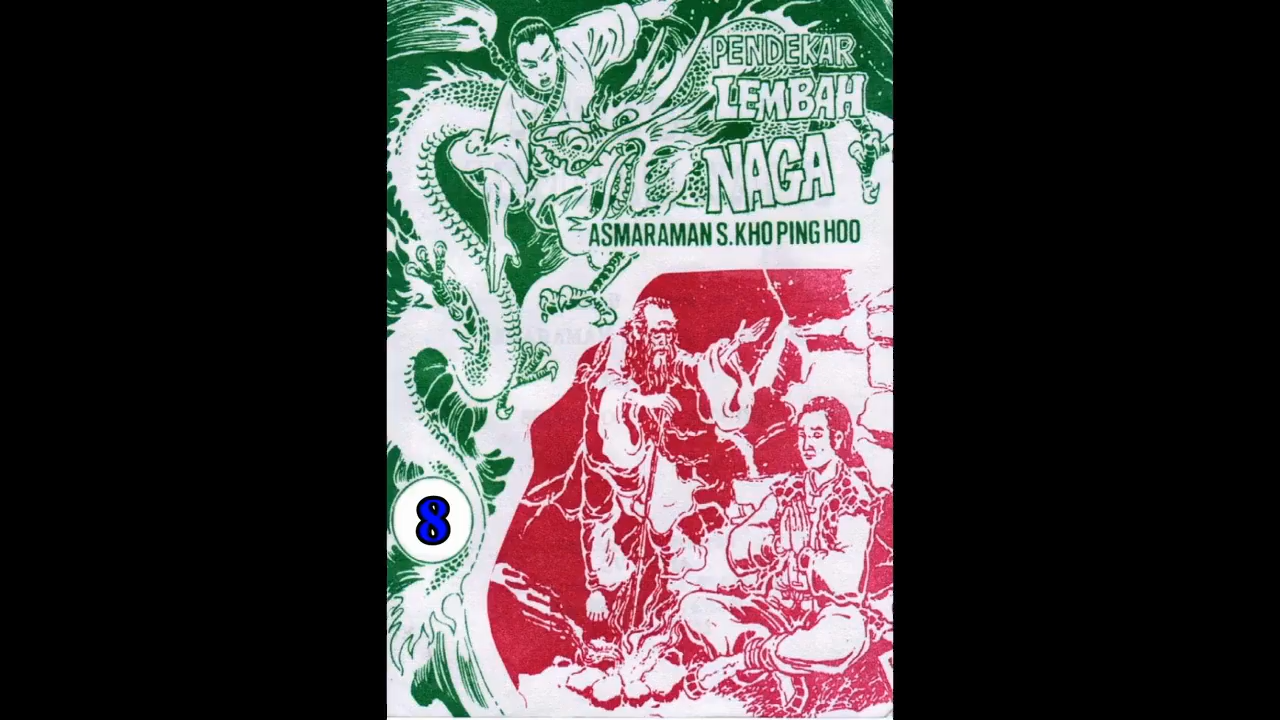 PENDEKAR
LEMBAH
NAGA
ASMARAMAN S. KHO PING HOO
8